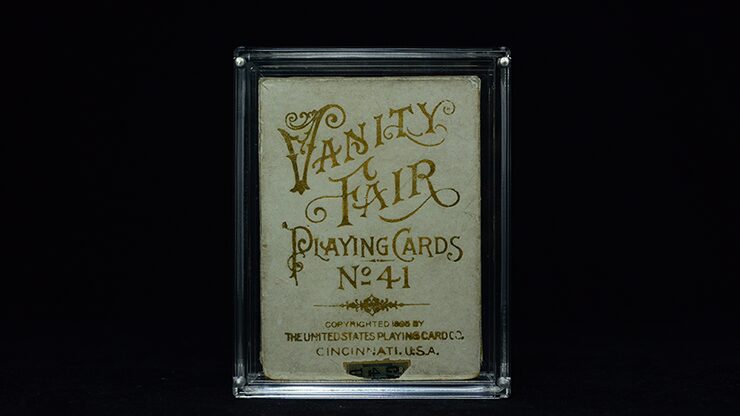 VANITY
FAIR
PLAYING CARDS
No 41
COPYRIGHTED 1895 BY
THE UNITED STATES PLAYING CARD CO.
CINCINNATI. U.S.A.